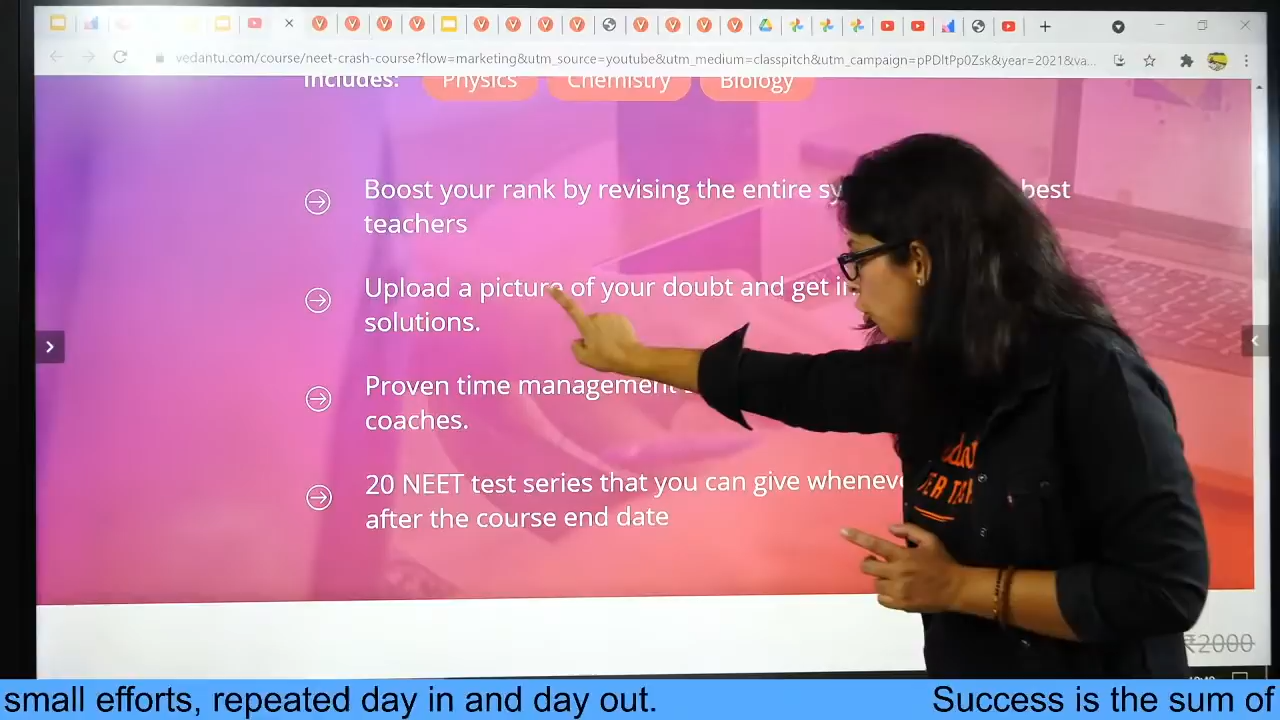 vedantu.com/course/neet-crash-course?flow=marketing&utm_source=youtube&utm_medium=classpitch&utm_campaign=pPDItPp0Zsk&year=2021&va...
Includes: Physics Chemistry Biology
Boost your rank by revising the entire best
teachers
Upload a picture of your doubt and get
solutions.
Proven time management
coaches.
20 NEET test series that you can give
after the course end date
₹2000
small efforts, repeated day in and day out. Success is the sum of